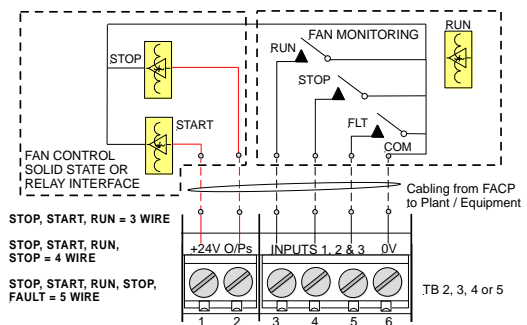 FAN MONITORING
RUN
RUN
STOP
STOP
START
FLT
COM
FAN CONTROL
SOLID STATE OR
RELAY INTERFACE
Cabling from FACP
to Plant / Equipment
STOP, START, RUN = 3 WIRE
STOP, START, RUN,
STOP = 4 WIRE
STOP, START, RUN, STOP,
FAULT = 5 WIRE
+24V O/Ps
INPUTS 1, 2 & 3
0V
TB 2, 3, 4 or 5
1 2 3 4 5 6